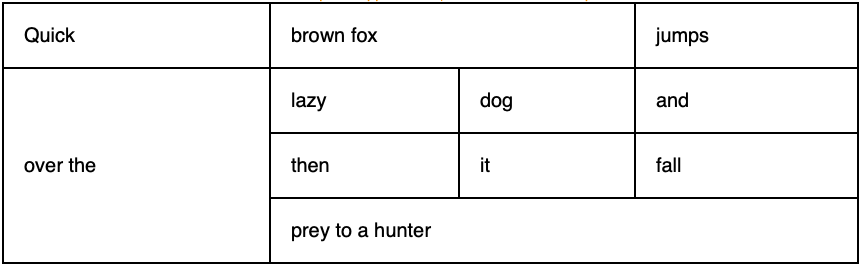 Quick
brown fox
jumps
over the
lazy
dog
and
then
it
fall
prey to a hunter